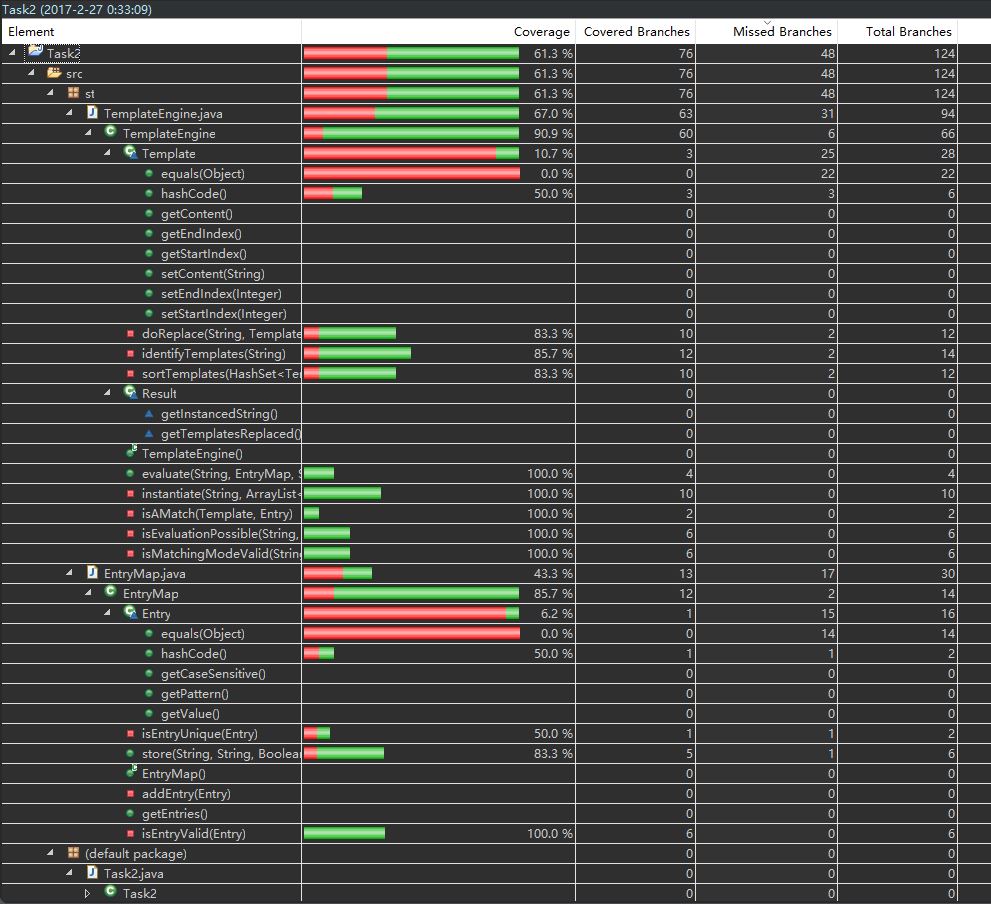 Task2 (2017-2-27 0:33:09)
Element Coverage Covered Branches Missed Branches Total Branches
Task2 61.3 % 76 48 124
src 61.3 % 76 48 124
st 61.3 % 76 48 124
TemplateEngine.java 67.0 % 63 31 94
TemplateEngine 90.9 % 60 6 66
Template 10.7 % 3 25 28
equals(Object) 0.0 % 0 22 22
hashCode() 50.0 % 3 3 6
getContent() 0 0 0
getEndIndex() 0 0 0
getStartIndex() 0 0 0
setContent(String) 0 0 0
setEndIndex(Integer) 0 0 0
setStartIndex(Integer) 0 0 0
doReplace(String, Template 83.3 % 10 2 12
identifyTemplates(String) 85.7 % 12 2 14
sortTemplates(HashSet<Te 83.3 % 10 2 12
Result 0 0 0
getInstancedString() 0 0 0
getTemplatesReplaced() 0 0 0
TemplateEngine() 0 0 0
evaluate(String, EntryMap, S 100.0 % 4 0 4
instantiate(String, ArrayList< 100.0 % 10 0 10
isAMatch(Template, Entry) 100.0 % 2 0 2
isEvaluationPossible(String, 100.0 % 6 0 6
isMatchingModeValid(String 100.0 % 6 0 6
EntryMap.java 43.3 % 13 17 30
EntryMap 85.7 % 12 2 14
Entry 6.2 % 1 15 16
equals(Object) 0.0 % 0 14 14
hashCode() 50.0 % 1 1 2
getCaseSensitive() 0 0 0
getPattern() 0 0 0
getValue() 0 0 0
isEntryUnique(Entry) 50.0 % 1 1 2
store(String, String, Boolea 83.3 % 5 1 6
EntryMap() 0 0 0
addEntry(Entry) 0 0 0
getEntries() 0 0 0
isEntryValid(Entry) 100.0 % 6 0 6
(default package) 0 0 0
Task2.java 0 0 0
Task2 0 0 0